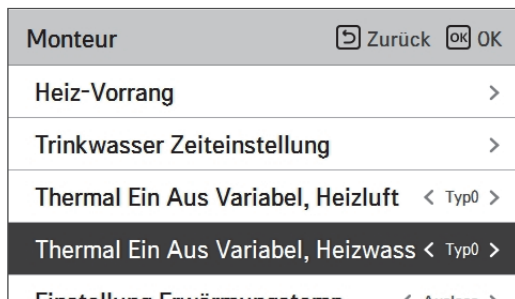 Monteur Zurück OK OK
Heiz-Vorrang >
Trinkwasser Zeiteinstellung >
Thermal Ein Aus Variabel, Heizluft < Typ0 >
Thermal Ein Aus Variabel, Heizwass < Typ0 >
Einstellung